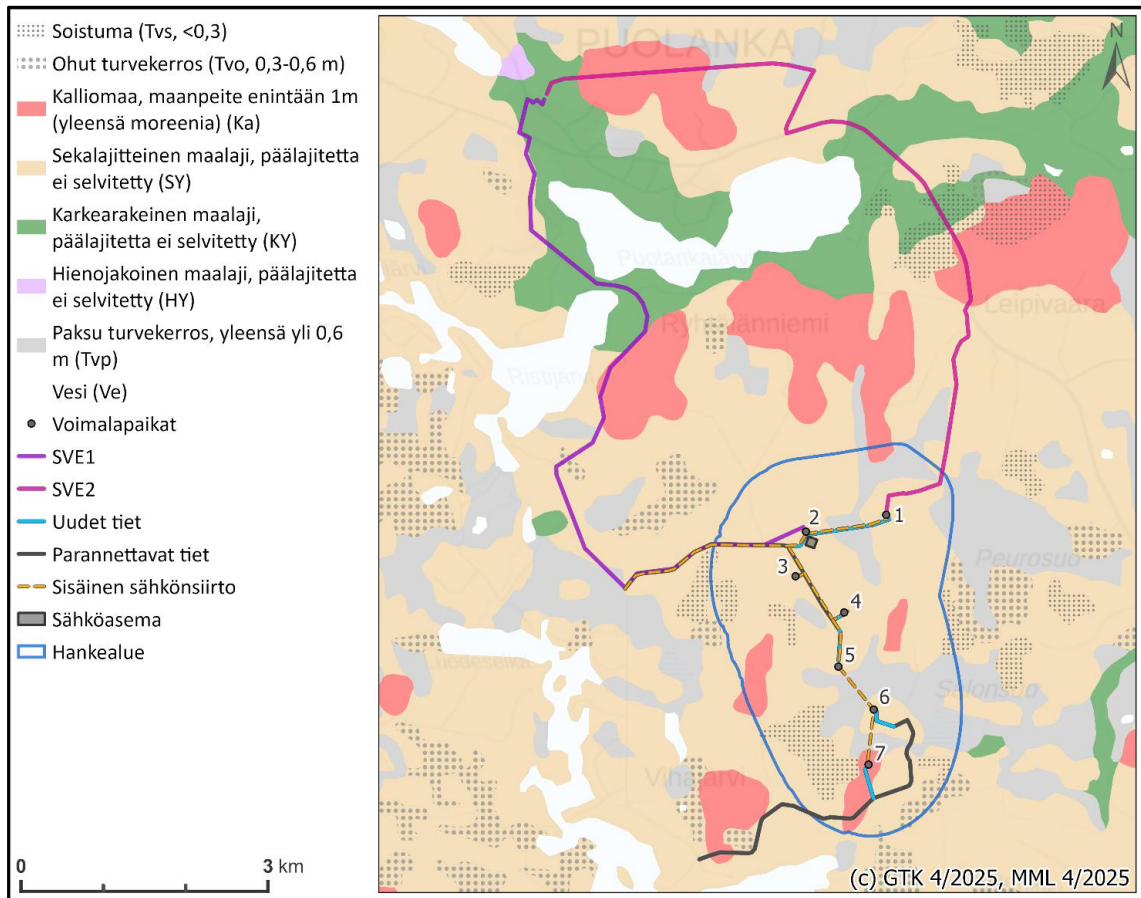 Soistuma (Tvs, <0,3)
Ohut turvekerros (Tvo, 0,3-0,6 m)
Kalliomaa, maanpeite enintään 1m
(yleensä moreenia) (Ka)
Sekalajitteinen maalaji, päälajitetta
ei selvitetty (SY)
Karkearakeinen maalaji,
päälajitetta ei selvitetty (KY)
Hienojakoinen maalaji, päälajitetta
ei selvitetty (HY)
Paksu turvekerros, yleensä yli 0,6
m (Tvp)
Vesi (Ve)
Voimalapaikat
SVE1
SVE2
Uudet tiet
Parannettavat tiet
Sisäinen sähkönsiirto
Sähköasema
Hankealue
0 3 km
PUOLANKA
N
Puolankajärvi
Ryhtölänniemi
Leipivaara
Ristijärvi
1
2
Peurosuo
3
4
5
6
7
Vihajärvi
(c) GTK 4/2025, MML 4/2025